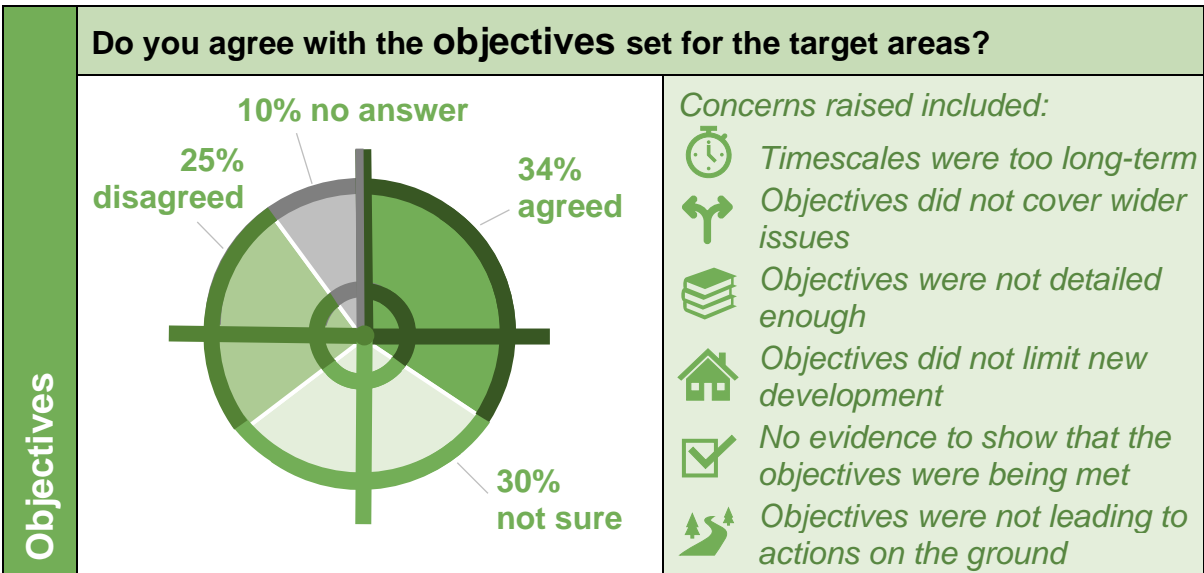 Objectives
Do you agree with the objectives set for the target areas?
10% no answer
25%
disagreed
34%
agreed
30%
not sure
Concerns raised included:
Timescales were too long-term
Objectives did not cover wider
issues
Objectives were not detailed
enough
Objectives did not limit new
development
No evidence to show that the
objectives were being met
Objectives were not leading to
actions on the ground